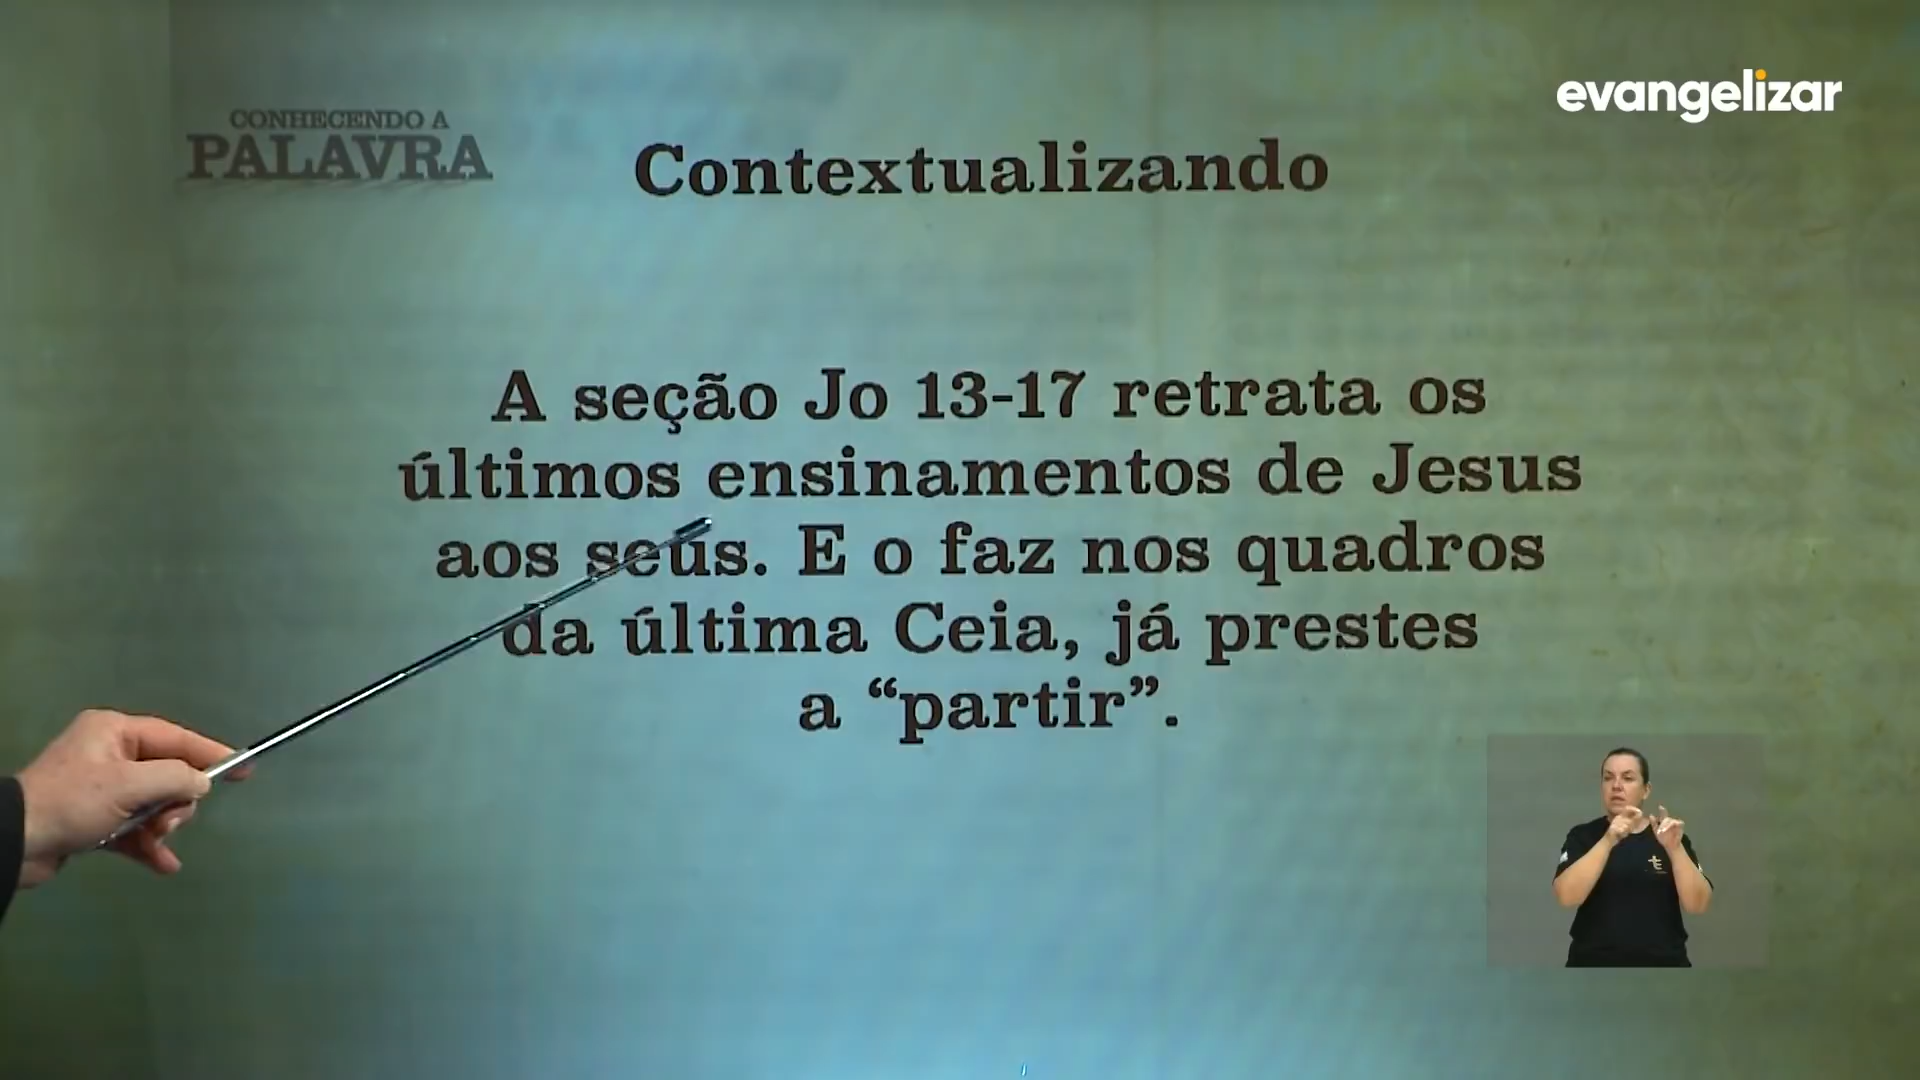 evangelizar
CONHECENDO A
PALAVRA
Contextualizando
A seção Jo 13-17 retrata os
últimos ensinamentos de Jesus
aos seus. E o faz nos quadros
da última Ceia, já prestes
a “partir”.